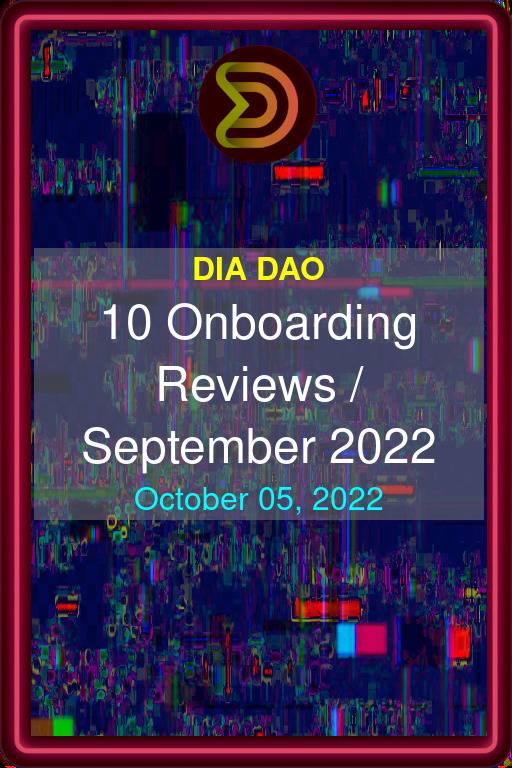 DIA DAO
10 Onboarding
Reviews /
September 2022
October 05, 2022